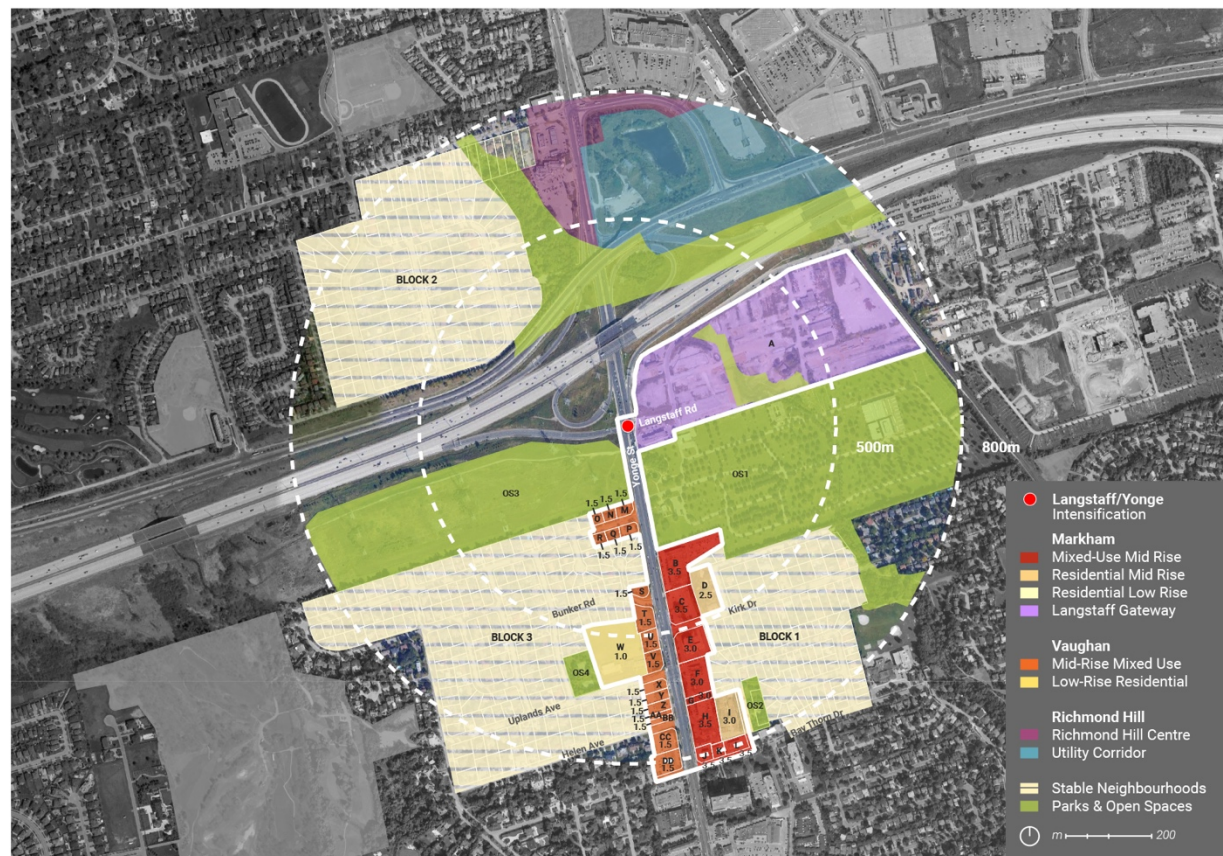 BLOCK 2
A
Langstaff Rd
Yonge St
500m
800m
OS1
OS3
1.5
1.5
1.5
O
N
M
R
Q
P
1.5
1.5
1.5
B
3.5
D
2.5
C
3.5
1.5
S
Bunker Rd
Kirk Dr
T
1.5
BLOCK 3
BLOCK 1
U
1.5
E
3.0
W
1.0
V
1.5
F
3.0
OS4
X
1.5
Y
1.5
Z
1.5
AA
BB
1.5
G
3.0
H
3.5
I
3.0
OS2
Uplands Ave
Bay Thorn Dr
Helen Ave
CC
1.5
DD
1.5
J
K
L
3.5
3.5
3.5
Langstaff/Yonge
Intensification
Markham
Mixed-Use Mid Rise
Residential Mid Rise
Residential Low Rise
Langstaff Gateway
Vaughan
Mid-Rise Mixed Use
Low-Rise Residential
Richmond Hill
Richmond Hill Centre
Utility Corridor
Stable Neighbourhoods
Parks & Open Spaces
m
200